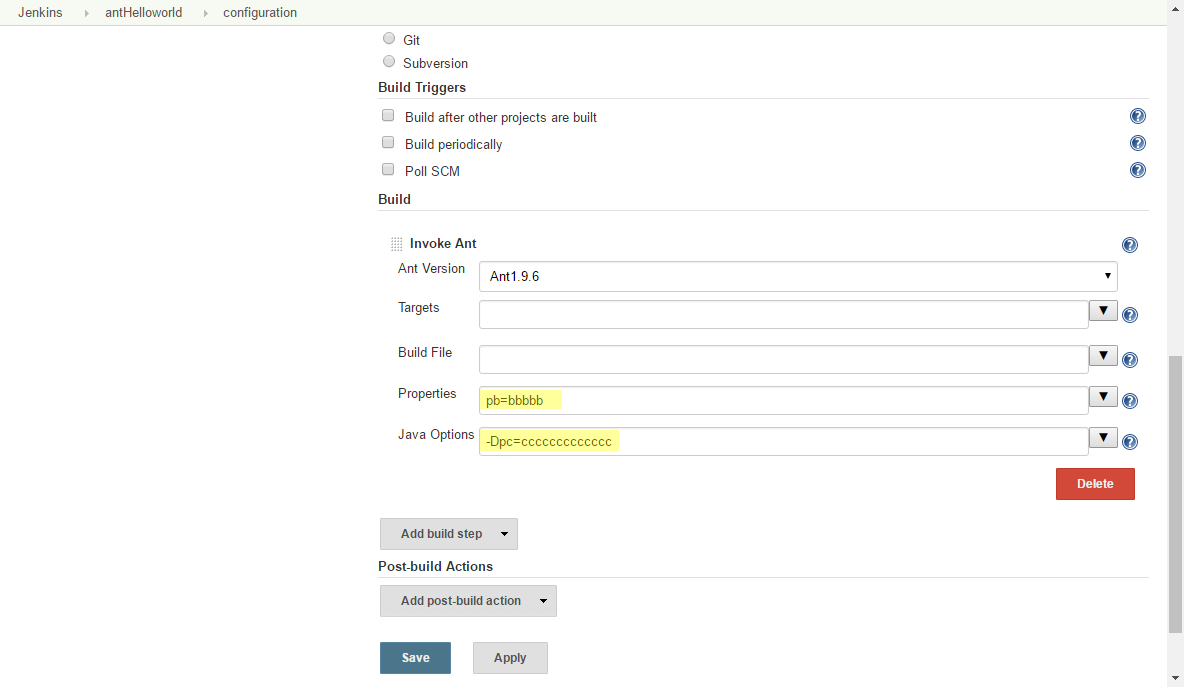 Jenkins antHelloworld configuration
Git
Subversion
Build Triggers
Build after other projects are built
Build periodically
Poll SCM
Build
Invoke Ant
Ant Version Ant1.9.6
Targets
Build File
Properties pb=bbbbb
Java Options -Dpc=ccccccccccccc
Delete
Add build step
Post-build Actions
Add post-build action
Save Apply